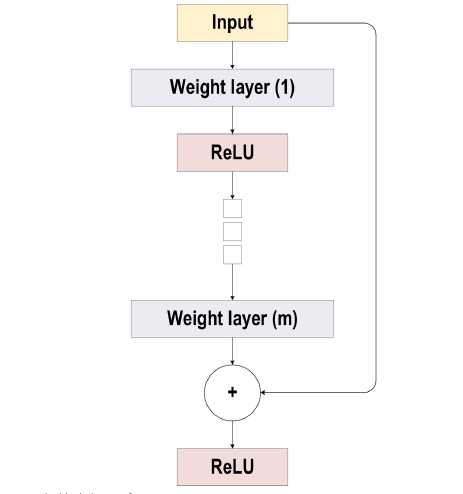 Input
Weight layer (1)
ReLU
Weight layer (m)
+
ReLU